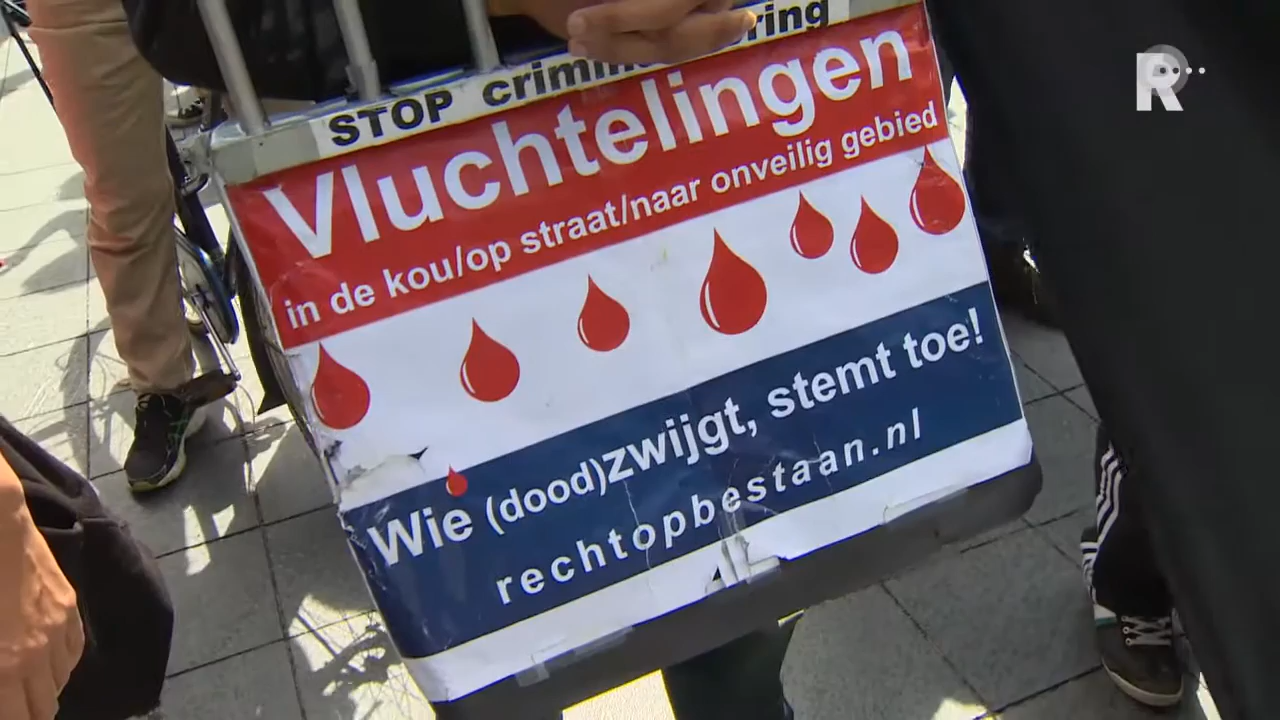 STOP
Vluchtelingen
in de kou/op straat/naar onveilig gebied
Wie (dood)zwijgt, stemt toe!
rechtopbestaan.nl
R